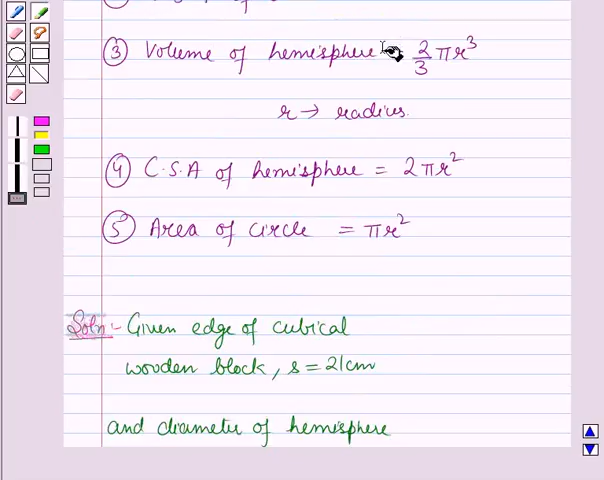 ③ Volume of hemisphere = 2/3 πr³
r → radius.
④ C.S.A of hemisphere = 2πr²
⑤ Area of circle = πr²
Soln:- Given edge of cubical
wooden block, s = 21cm
and diameter of hemisphere